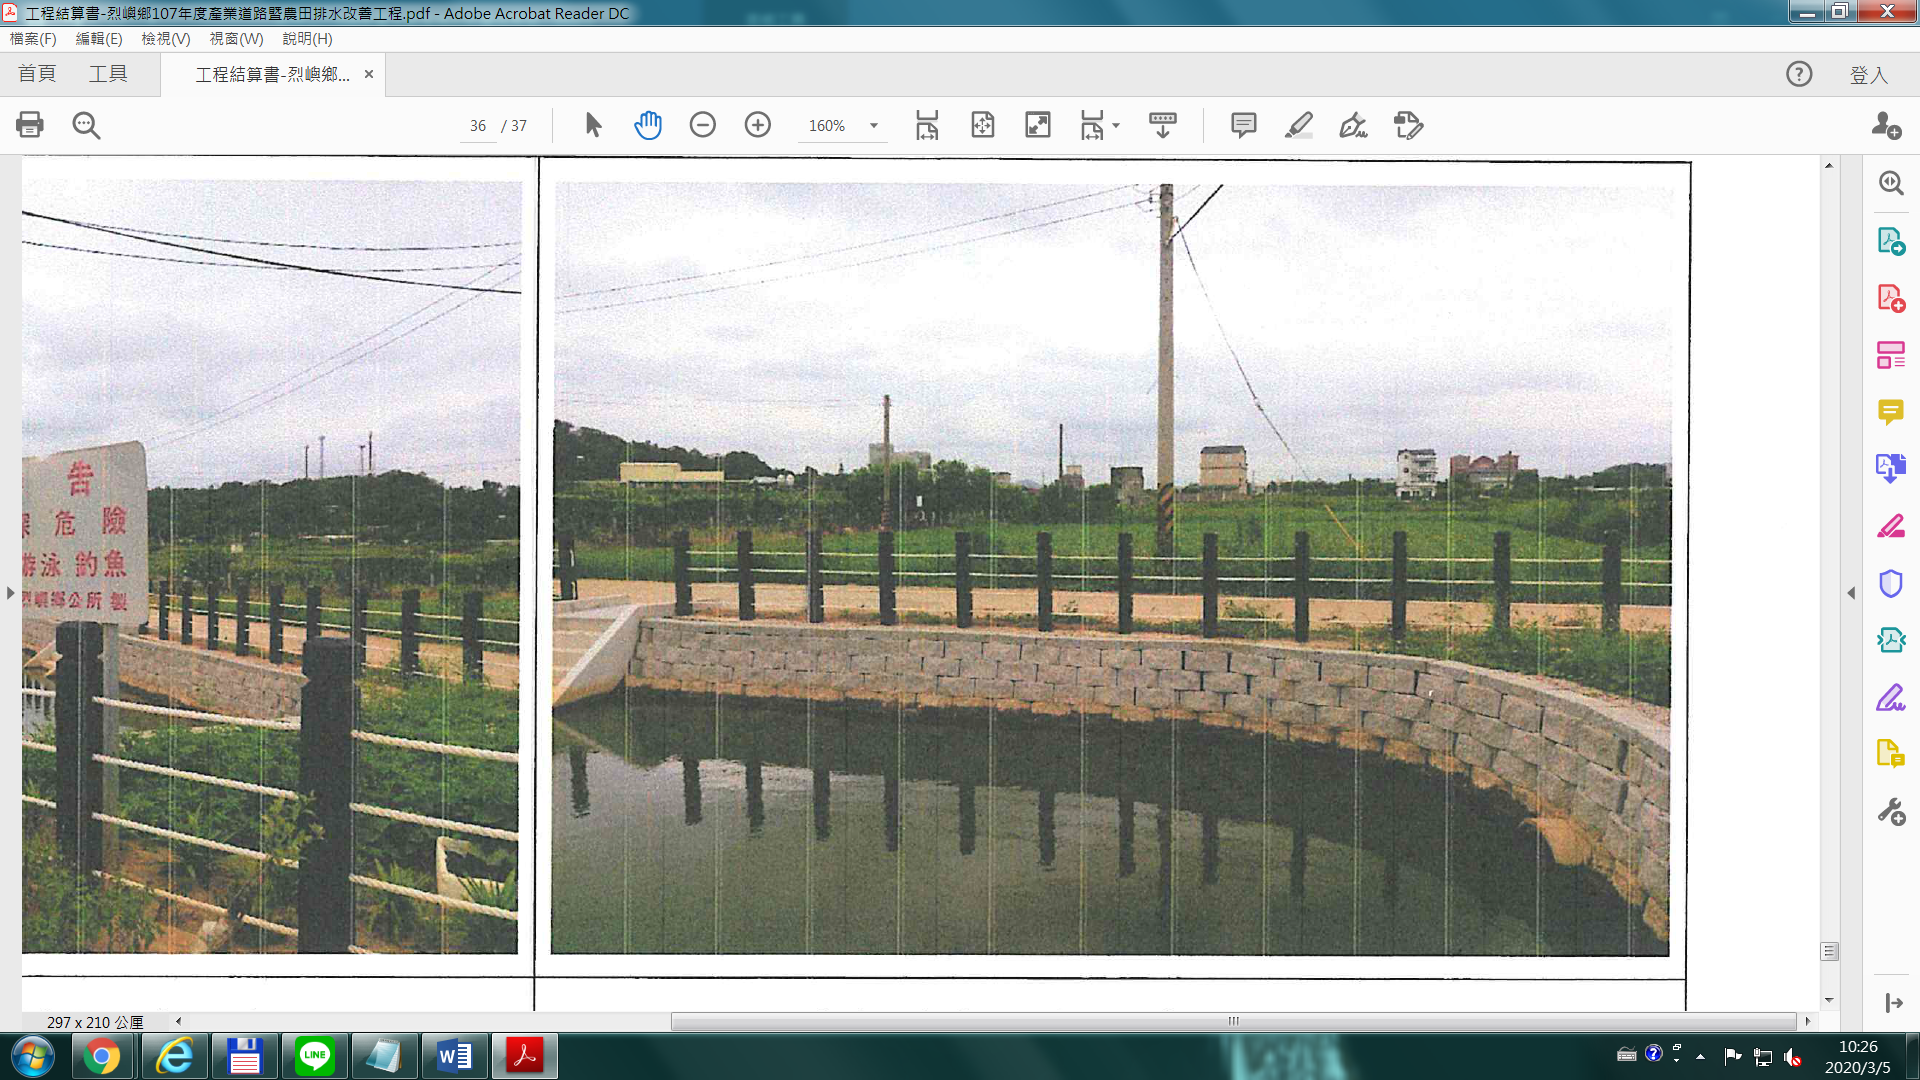 工程結算書-烈嶼鄉107年度產業道路暨農田排水改善工程.pdf - Adobe Acrobat Reader DC
檔案(F) 編輯(E) 檢視(V) 視窗(W) 說明(H)
首頁 工具 工程結算書-烈嶼鄉... × 登入
36 / 37 160%
告
深 危 險
游泳 釣魚
烈嶼鄉公所 製
297 x 210 公厘
LINE
10:26
2020/3/5